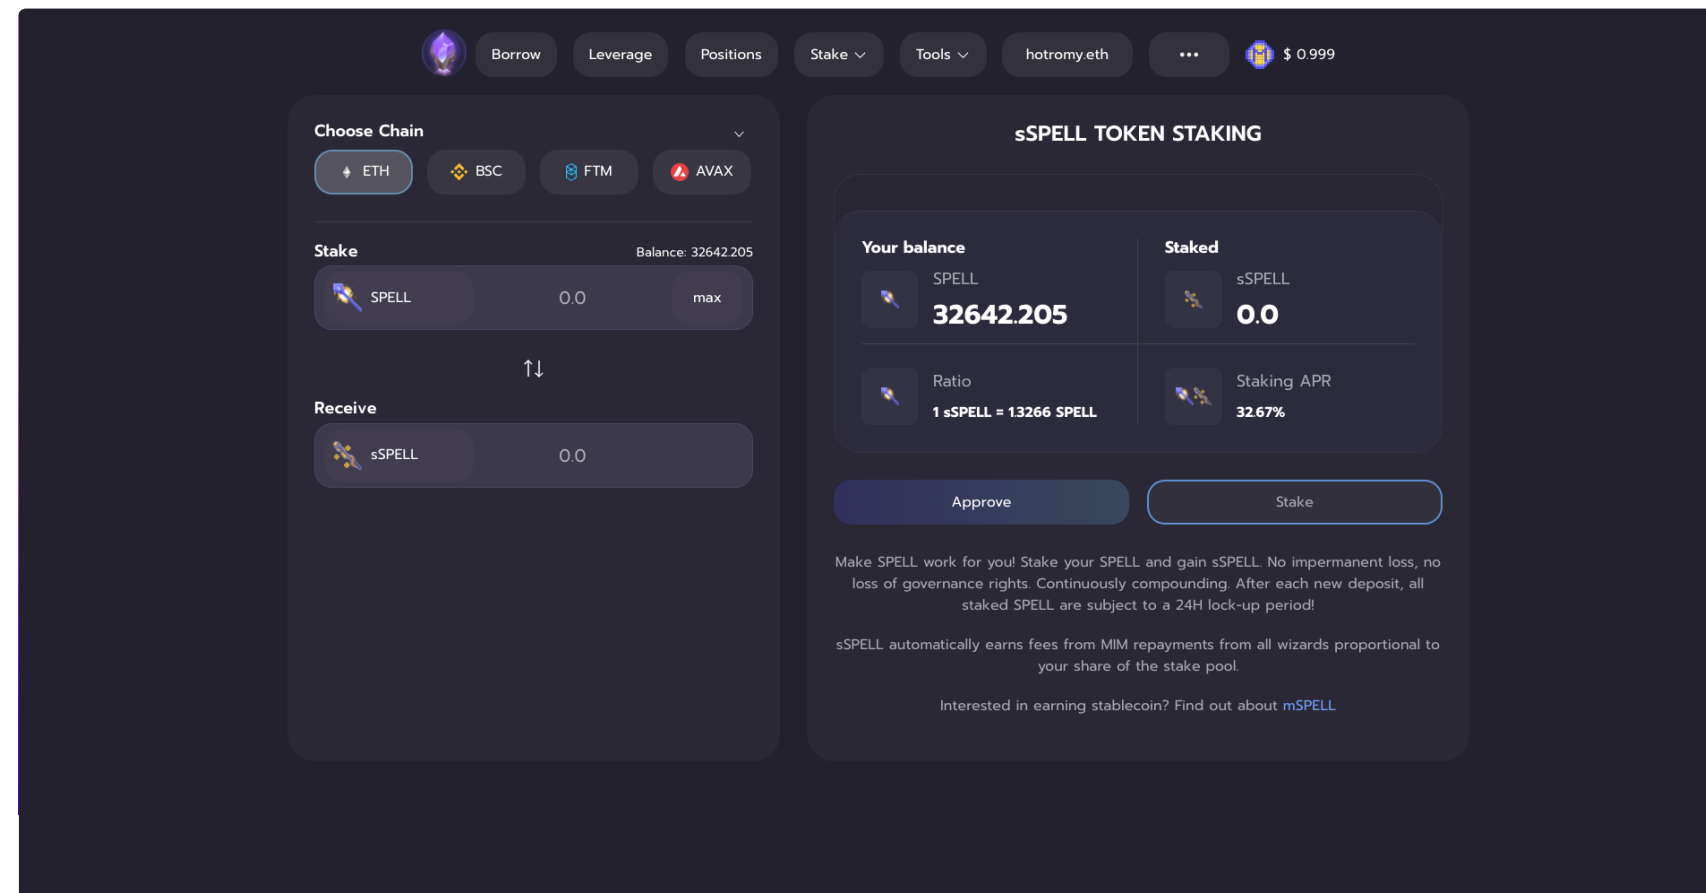 Borrow
Leverage
Positions
Stake
Tools
hotromy.eth
$ 0.999
Choose Chain
ETH
BSC
FTM
AVAX
Stake
Balance: 32642.205
SPELL
0.0
max
Receive
sSPELL
0.0
sSPELL TOKEN STAKING
Your balance
SPELL
32642.205
Staked
sSPELL
0.0
Ratio
1 sSPELL = 1.3266 SPELL
Staking APR
32.67%
Approve
Stake
Make SPELL work for you! Stake your SPELL and gain sSPELL. No impermanent loss, no
loss of governance rights. Continuously compounding. After each new deposit, all
staked SPELL are subject to a 24H lock-up period!
sSPELL automatically earns fees from MIM repayments from all wizards proportional to
your share of the stake pool.
Interested in earning stablecoin? Find out about mSPELL